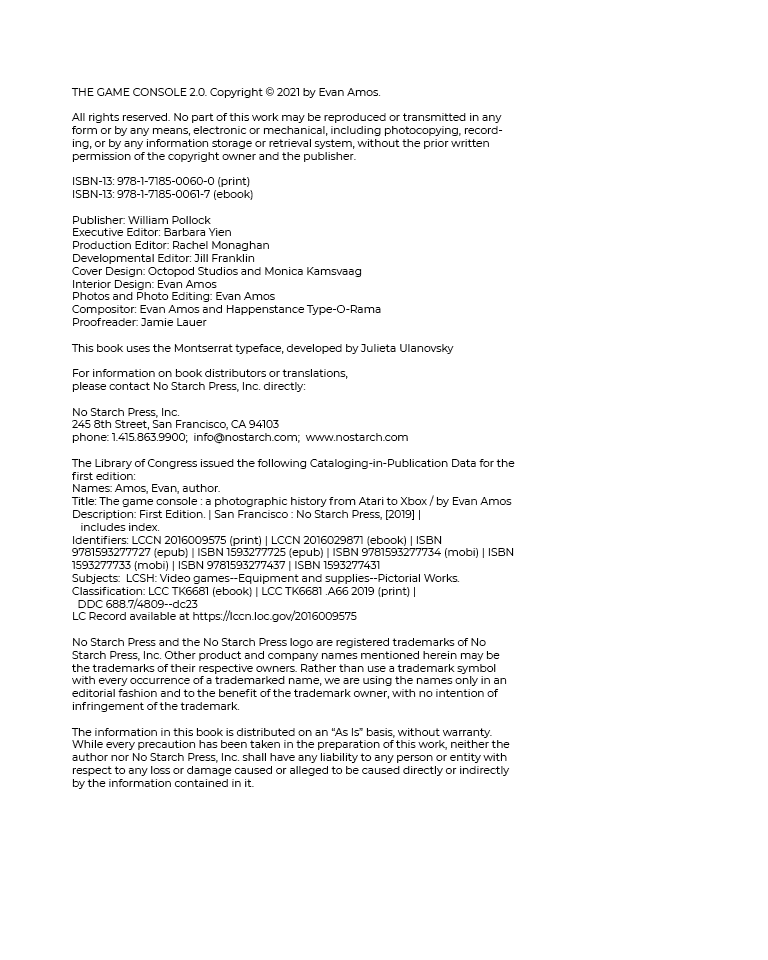 THE GAME CONSOLE 2.0. Copyright © 2021 by Evan Amos.
All rights reserved. No part of this work may be reproduced or transmitted in any
form or by any means, electronic or mechanical, including photocopying, record-
ing, or by any information storage or retrieval system, without the prior written
permission of the copyright owner and the publisher.
ISBN-13: 978-1-7185-0060-0 (print)
ISBN-13: 978-1-7185-0061-7 (ebook)
Publisher: William Pollock
Executive Editor: Barbara Yien
Production Editor: Rachel Monaghan
Developmental Editor: Jill Franklin
Cover Design: Octopod Studios and Monica Kamsvaag
Interior Design: Evan Amos
Photos and Photo Editing: Evan Amos
Compositor: Evan Amos and Happenstance Type-O-Rama
Proofreader: Jamie Lauer
This book uses the Montserrat typeface, developed by Julieta Ulanovsky
For information on book distributors or translations,
please contact No Starch Press, Inc. directly:
No Starch Press, Inc.
245 8th Street, San Francisco, CA 94103
phone: 1.415.863.9900; info@nostarch.com; www.nostarch.com
The Library of Congress issued the following Cataloging-in-Publication Data for the
first edition:
Names: Amos, Evan, author.
Title: The game console : a photographic history from Atari to Xbox / by Evan Amos
Description: First Edition. | San Francisco : No Starch Press, [2019] |
includes index.
Identifiers: LCCN 2016009575 (print) | LCCN 2016029871 (ebook) | ISBN
9781593277727 (epub) | ISBN 1593277725 (epub) | ISBN 9781593277734 (mobi) | ISBN
1593277733 (mobi) | ISBN 9781593277437 | ISBN 1593277431
Subjects: LCSH: Video games--Equipment and supplies--Pictorial Works.
Classification: LCC TK6681 (ebook) | LCC TK6681 .A66 2019 (print) |
DDC 688.7/4809--dc23
LC Record available at https://lccn.loc.gov/2016009575
No Starch Press and the No Starch Press logo are registered trademarks of No
Starch Press, Inc. Other product and company names mentioned herein may be
the trademarks of their respective owners. Rather than use a trademark symbol
with every occurrence of a trademarked name, we are using the names only in an
editorial fashion and to the benefit of the trademark owner, with no intention of
infringement of the trademark.
The information in this book is distributed on an “As Is” basis, without warranty.
While every precaution has been taken in the preparation of this work, neither the
author nor No Starch Press, Inc. shall have any liability to any person or entity with
respect to any loss or damage caused or alleged to be caused directly or indirectly
by the information contained in it.